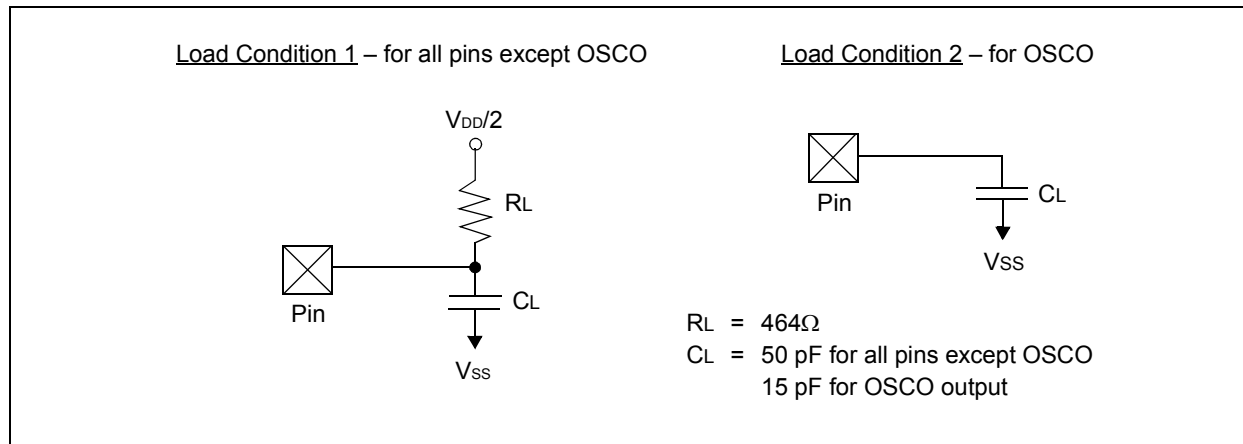 Load Condition 1 – for all pins except OSCO
VDD/2
RL
Pin
CL
VSS
Load Condition 2 – for OSCO
Pin
CL
VSS
RL = 464Ω
CL = 50 pF for all pins except OSCO
15 pF for OSCO output